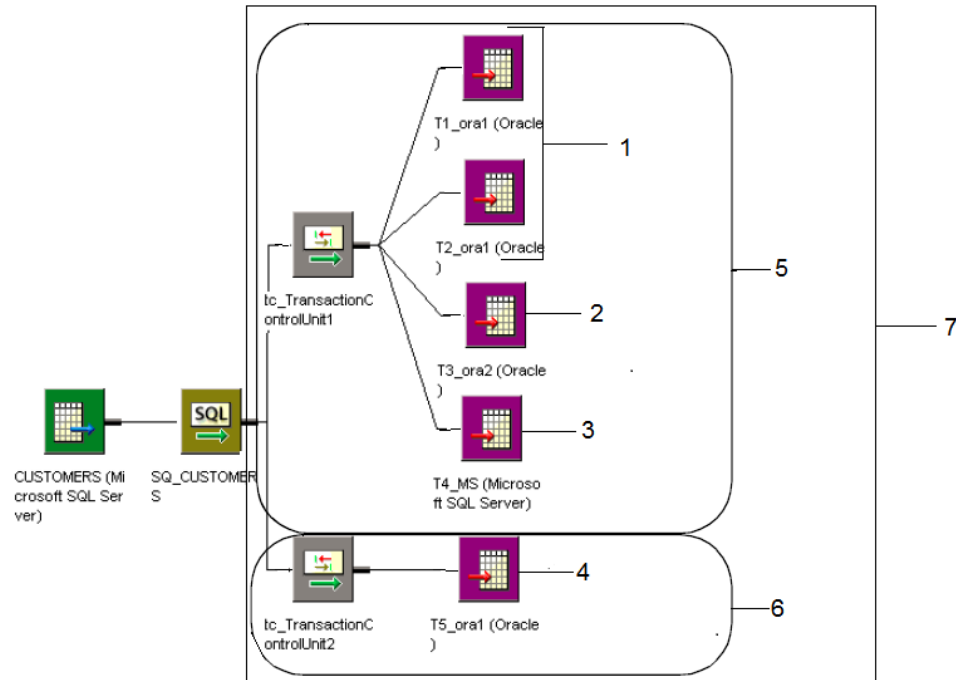 T1_ora1 (Oracle
)
1
T2_ora1 (Oracle
)
5
tc_TransactionC
ontrolUnit1
2
7
T3_ora2 (Oracle
)
SQL
3
CUSTOMERS (Mi
crosoft SQL Ser
ver)
SQ_CUSTOMER
S
T4_MS (Microso
ft SQL Server)
4
6
tc_TransactionC
ontrolUnit2
T5_ora1 (Oracle
)